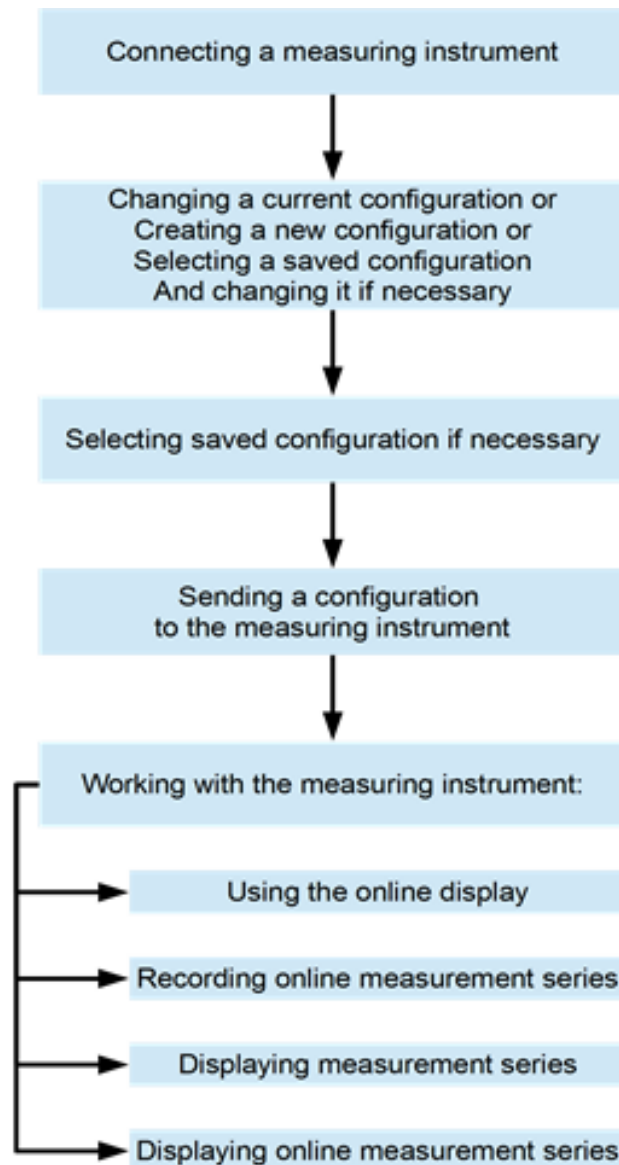 Connecting a measuring instrument
Changing a current configuration or
Creating a new configuration or
Selecting a saved configuration
And changing it if necessary
Selecting saved configuration if necessary
Sending a configuration
to the measuring instrument
Working with the measuring instrument:
Using the online display
Recording online measurement series
Displaying measurement series
Displaying online measurement series